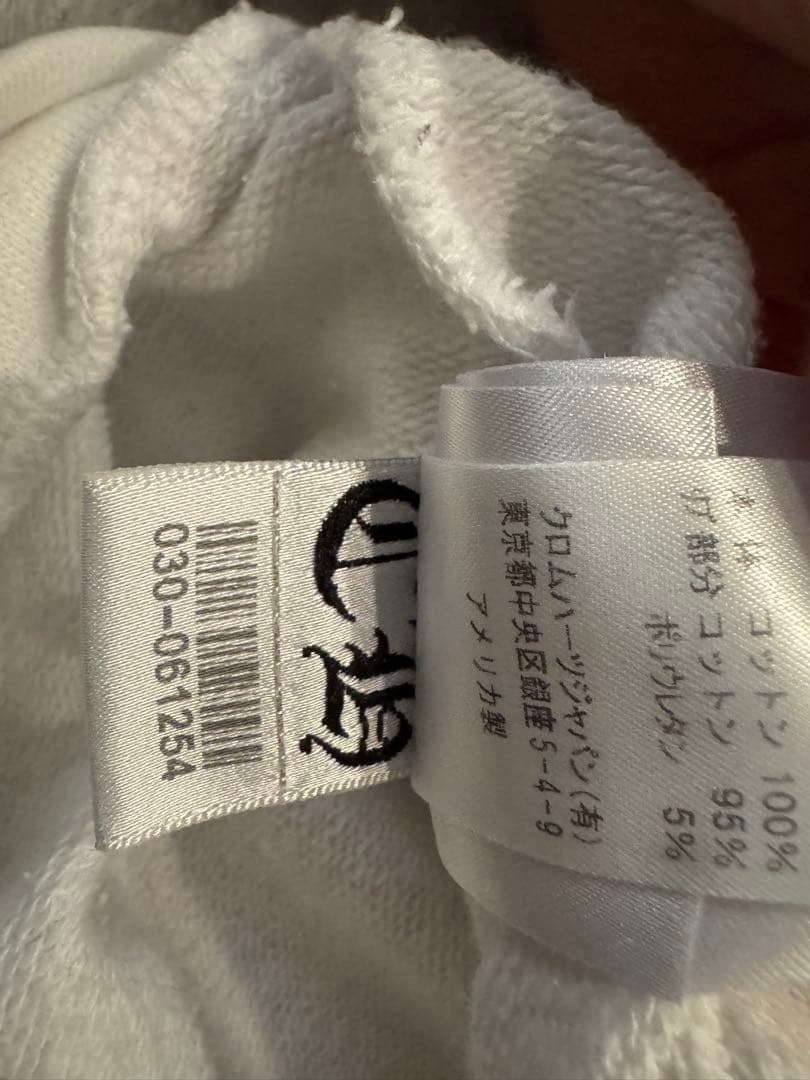 030-061254
C
H
本体 コットン 100%
リブ部分 コットン 95%
ポリウレタン 5%
クロムハーツジャパン(有)
東京都中央区銀座5-4-9
アメリカ製